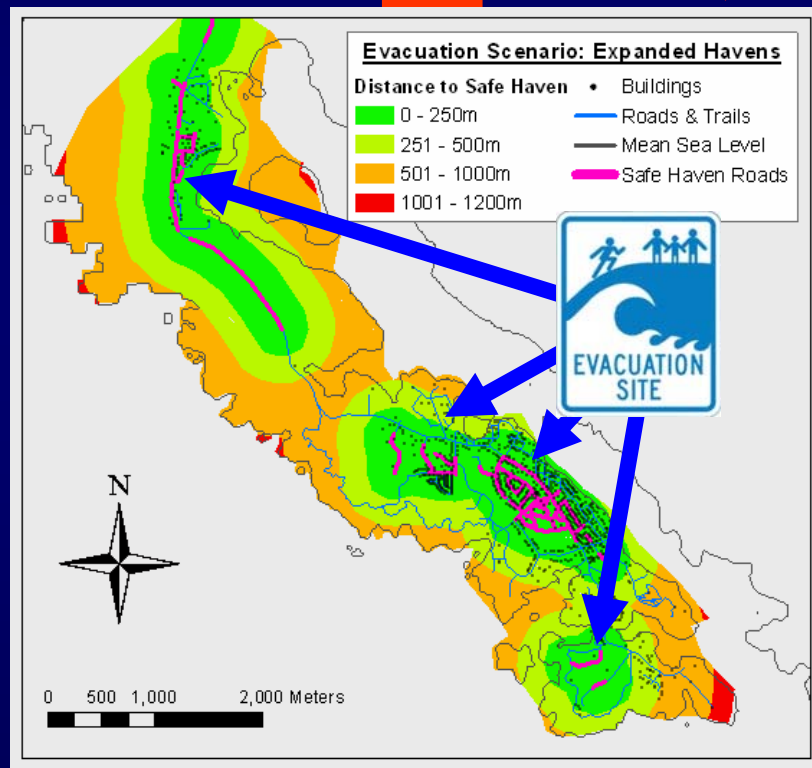 Evacuation Scenario: Expanded Havens
Distance to Safe Haven
0 - 250m
251 - 500m
501 - 1000m
1001 - 1200m
Buildings
Roads & Trails
Mean Sea Level
Safe Haven Roads
EVACUATION
SITE
N
0 500 1,000 2,000 Meters